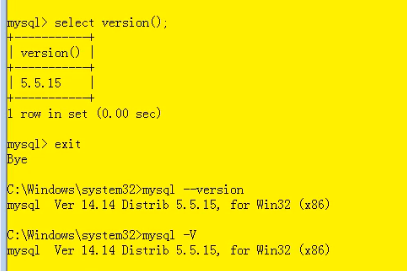 mysql> select version();
+-----------+
| version() |
+-----------+
| 5.5.15    |
+-----------+
1 row in set (0.00 sec)
mysql> exit
Bye
C:\Windows\system32>mysql --version
mysql  Ver 14.14 Distrib 5.5.15, for Win32 (x86)
C:\Windows\system32>mysql -V
mysql  Ver 14.14 Distrib 5.5.15, for Win32 (x86)